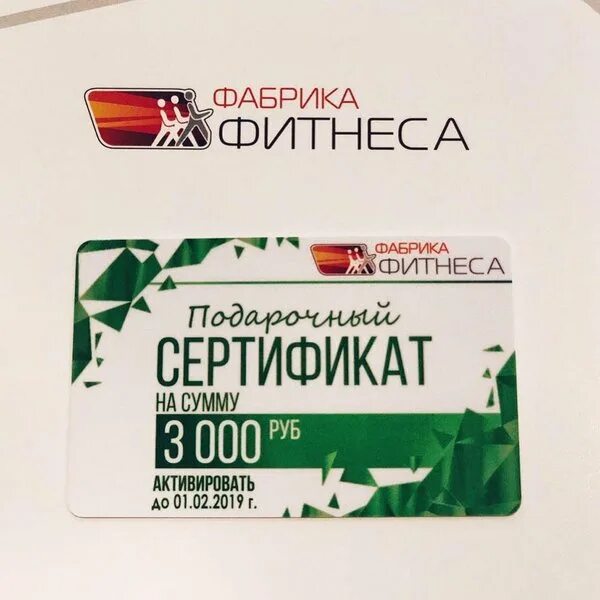 ФАБРИКА
ФИТНЕСА
ФАБРИКА
ФИТНЕСА
Подарочный
СЕРТИФИКАТ
НА СУММУ
3 000 РУБ
АКТИВИРОВАТЬ
до 01.02.2019 г.